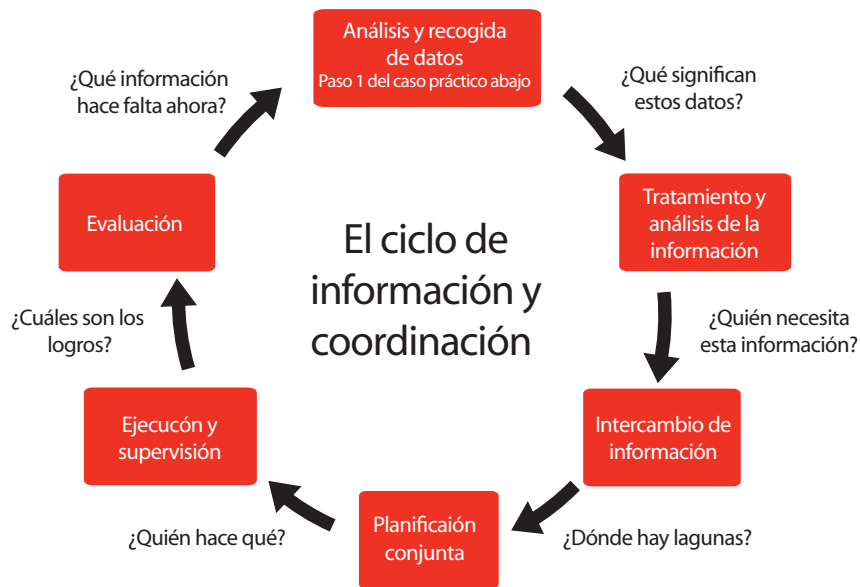 Análisis y recogida
de datos
Paso 1 del caso práctico abajo
¿Qué significan
estos datos?
Tratamiento y
análisis de la
información
¿Quién necesita
esta información?
Intercambio de
información
¿Dónde hay lagunas?
Planificaión
conjunta
¿Quién hace qué?
Ejecucón y
supervisión
¿Cuáles son los
logros?
Evaluación
¿Qué información
hace falta ahora?
El ciclo de
información y
coordinación